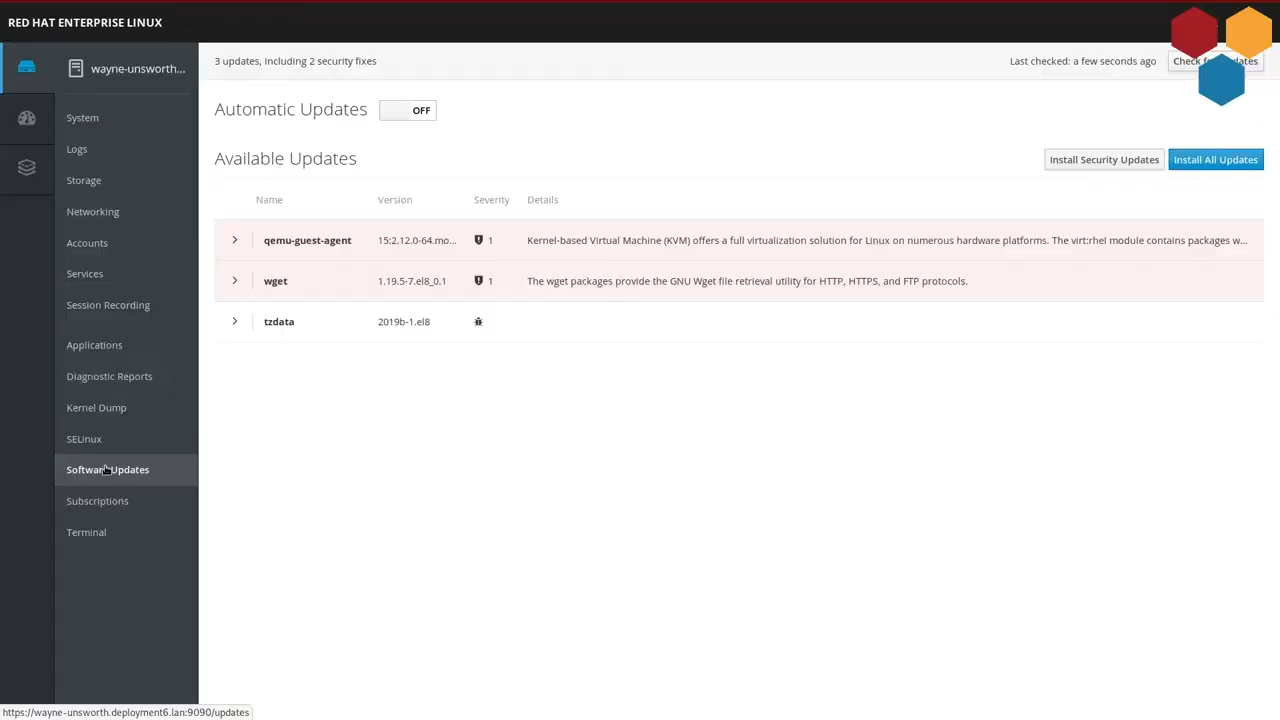 RED HAT ENTERPRISE LINUX
wayne-unsworth...
System
Logs
Storage
Networking
Accounts
Services
Session Recording
Applications
Diagnostic Reports
Kernel Dump
SELinux
Software Updates
Subscriptions
Terminal
3 updates, including 2 security fixes
Last checked: a few seconds ago
Check for Updates
Automatic Updates
OFF
Available Updates
Install Security Updates
Install All Updates
Name Version Severity Details
qemu-guest-agent 15:2.12.0-64.mo... 1 Kernel-based Virtual Machine (KVM) offers a full virtualization solution for Linux on numerous hardware platforms. The virt:rhel module contains packages w...
wget 1.19.5-7.el8_0.1 1 The wget packages provide the GNU Wget file retrieval utility for HTTP, HTTPS, and FTP protocols.
tzdata 2019b-1.el8
https://wayne-unsworth.deployment6.lan:9090/updates